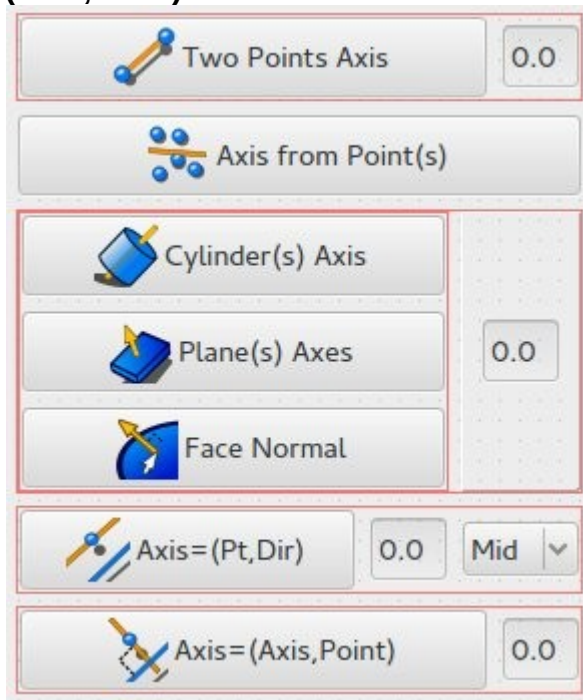 Two Points Axis 0.0
Axis from Point(s)
Cylinder(s) Axis
Plane(s) Axes 0.0
Face Normal
Axis=(Pt,Dir) 0.0 Mid
Axis=(Axis,Point) 0.0